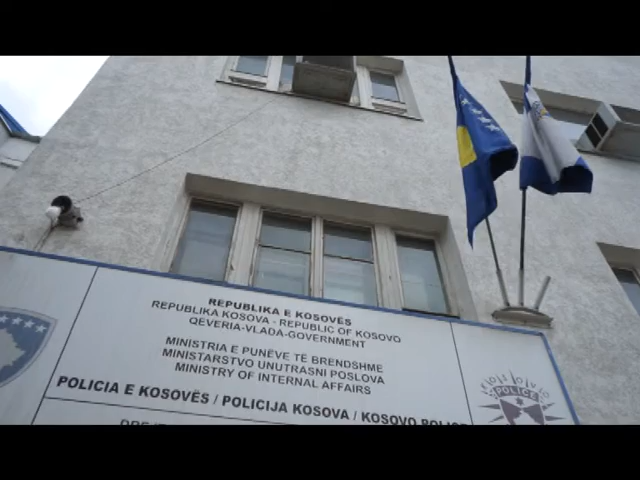 REPUBLIKA E KOSOVËS
REPUBLIKA KOSOVA - REPUBLIC OF KOSOVO
QEVERIA-VLADA-GOVERNMENT
MINISTRIA E PUNËVE TË BRENDSHME
MINISTARSTVO UNUTRASNJI POSLOVA
MINISTRY OF INTERNAL AFFAIRS
POLICIA E KOSOVËS / POLICIJA KOSOVA / KOSOVO POLICE
POLICE